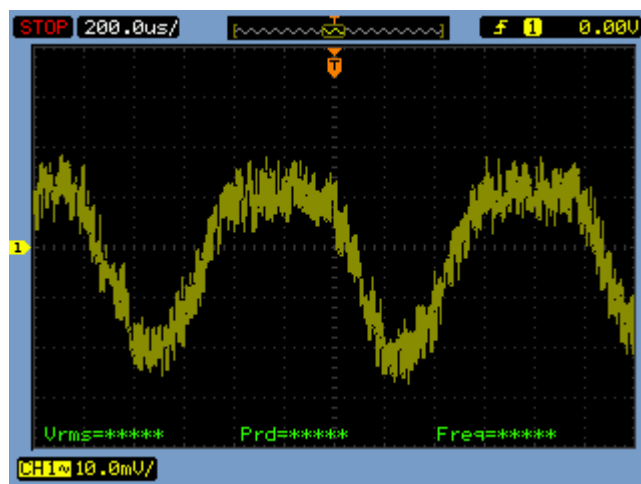 STOP 200.0us/ 1 0.00V
T
1
Vrms=***** Prd=***** Freq=*****
CH1~ 10.0mV/